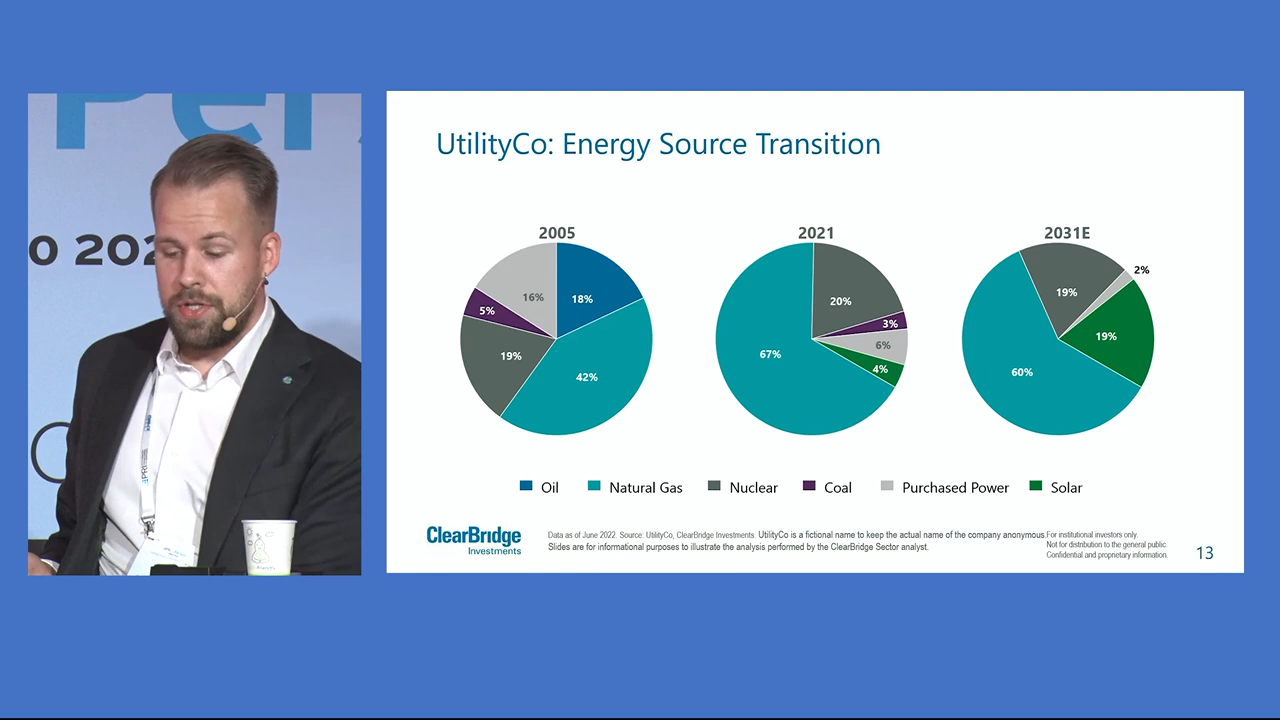 Per
0 202
UtilityCo: Energy Source Transition
2005
2021
2031E
16%
18%
5%
19%
42%
20%
3%
6%
4%
67%
2%
19%
19%
60%
Oil
Natural Gas
Nuclear
Coal
Purchased Power
Solar
PRI
ClearBridge
Investments
Data as of June 2022. Source: UtilityCo, ClearBridge Investments. UtilityCo is a fictional name to keep the actual name of the company anonymous.
Slides are for informational purposes to illustrate the analysis performed by the ClearBridge Sector analyst.
For institutional investors only.
Not for distribution to the general public.
Confidential and proprietary information.
13